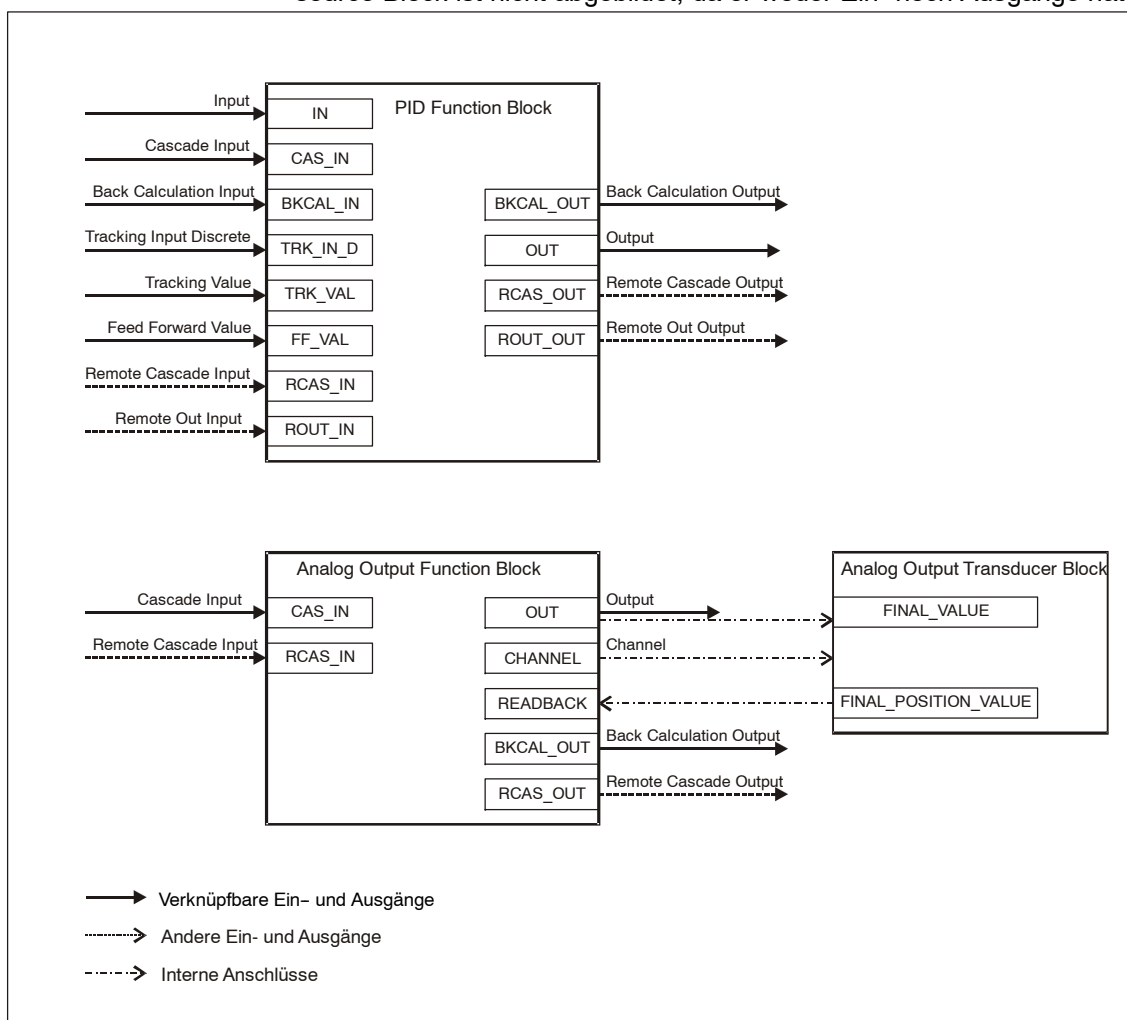 Input
IN
PID Function Block
Cascade Input
CAS_IN
Back Calculation Input
BKCAL_IN
BKCAL_OUT
Back Calculation Output
Tracking Input Discrete
TRK_IN_D
OUT
Output
Tracking Value
TRK_VAL
RCAS_OUT
Remote Cascade Output
Feed Forward Value
FF_VAL
ROUT_OUT
Remote Out Output
Remote Cascade Input
RCAS_IN
Remote Out Input
ROUT_IN
Analog Output Function Block
Analog Output Transducer Block
Cascade Input
CAS_IN
OUT
Output
FINAL_VALUE
Remote Cascade Input
RCAS_IN
CHANNEL
Channel
READBACK
FINAL_POSITION_VALUE
BKCAL_OUT
Back Calculation Output
RCAS_OUT
Remote Cascade Output
Verknüpfbare Ein– und Ausgänge
Andere Ein- und Ausgänge
Interne Anschlüsse